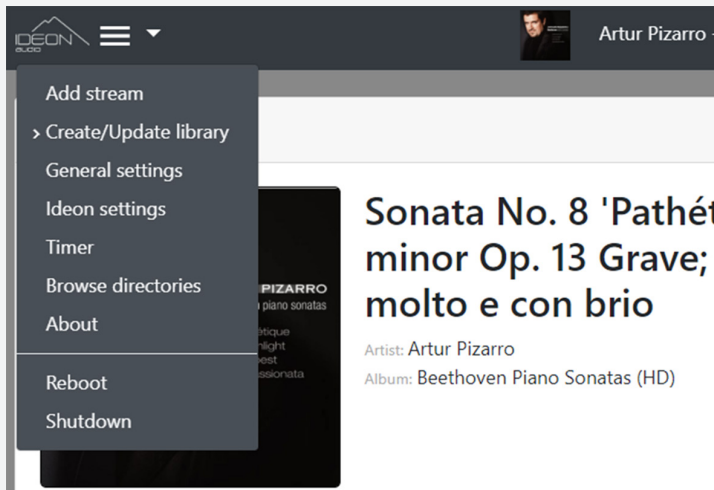 IDEON
audio
Artur Pizarro
Add stream
› Create/Update library
General settings
Ideon settings
Timer
Browse directories
About
Reboot
Shutdown
PIZARRO
piano sonatas
Sonata No. 8 'Pathét
minor Op. 13 Grave;
molto e con brio
Artist: Artur Pizarro
Album: Beethoven Piano Sonatas (HD)